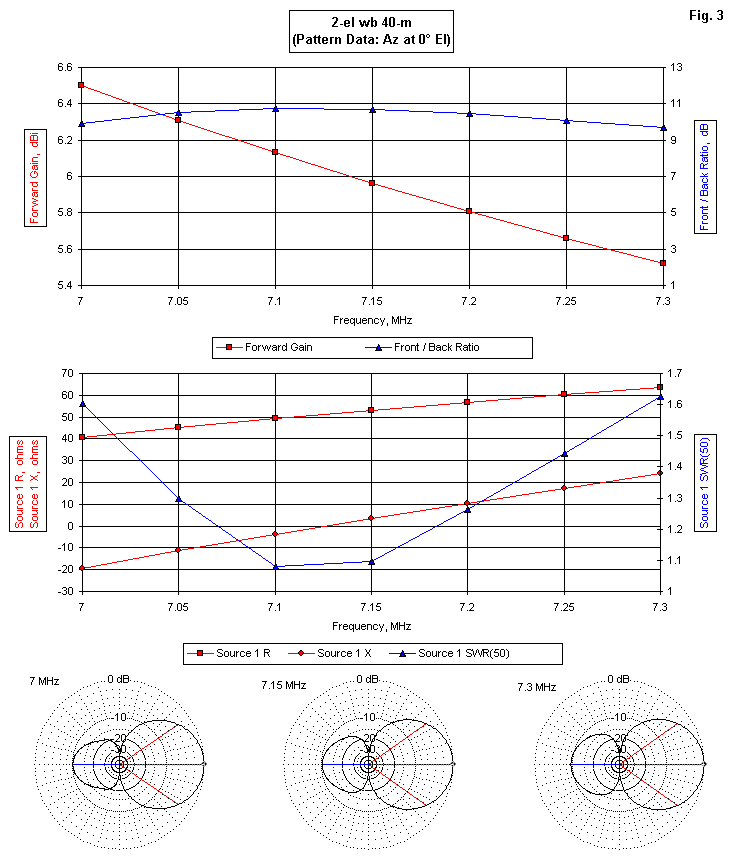 Fig. 3
2-el wb 40-m
(Pattern Data: Az at 0° El)
6.6
6.4
6.2
6
5.8
5.6
5.4
Forward Gain, dBi
13
11
9
7
5
3
1
Front / Back Ratio, dB
7 7.05 7.1 7.15 7.2 7.25 7.3
Frequency, MHz
Forward Gain Front / Back Ratio
70
60
50
40
30
20
10
0
-10
-20
-30
Source 1 R, ohms
Source 1 X, ohms
1.7
1.6
1.5
1.4
1.3
1.2
1.1
1
Source 1 SWR(50)
7 7.05 7.1 7.15 7.2 7.25 7.3
Frequency, MHz
Source 1 R Source 1 X Source 1 SWR(50)
7 MHz
0 dB
-10
-20
-30
7.15 MHz
0 dB
-10
-20
-30
7.3 MHz
0 dB
-10
-20
-30